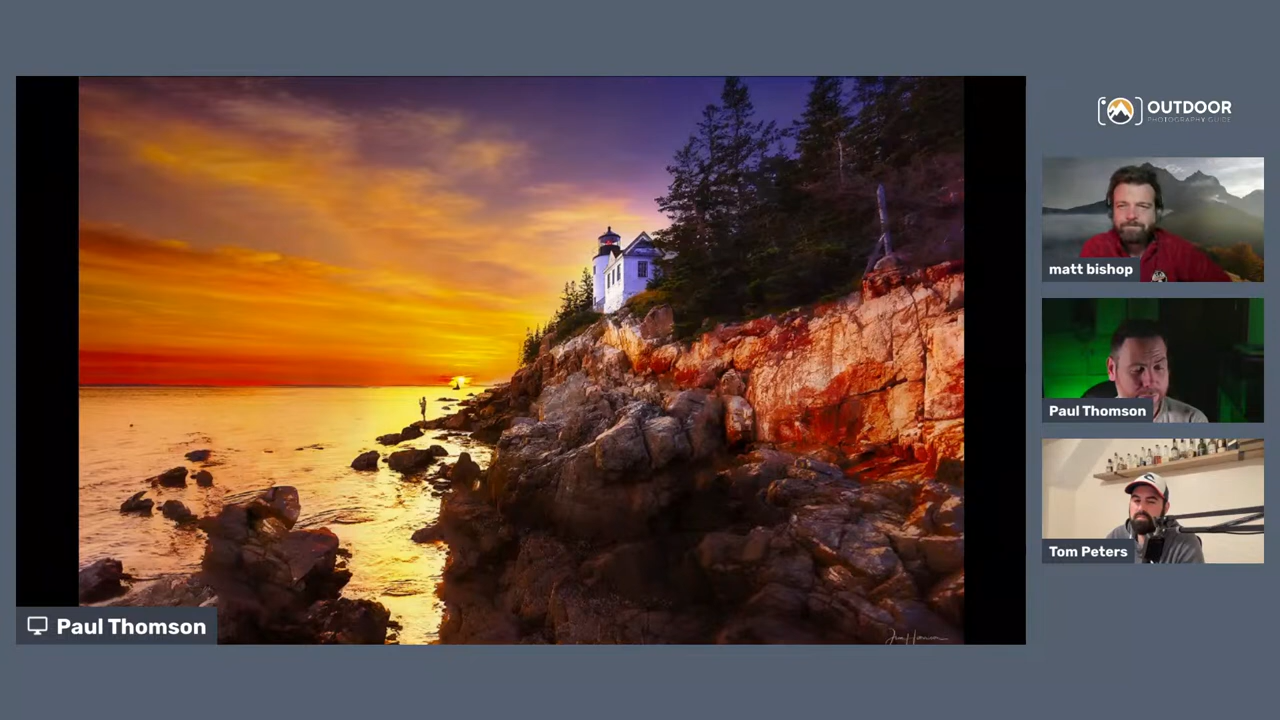 OUTDOOR
PHOTOGRAPHY GUIDE
matt bishop
Paul Thomson
Tom Peters
Paul Thomson